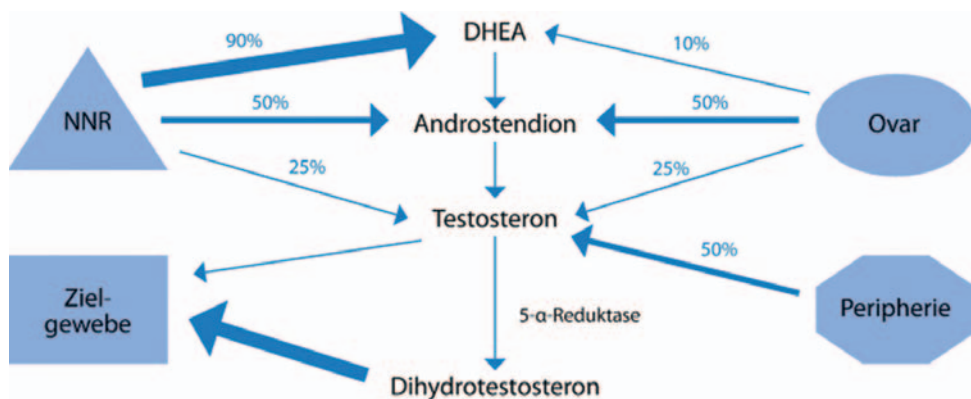 DHEA
90%
10%
NNR
50%
Androstendion
50%
Ovar
25%
25%
Testosteron
50%
Ziel-
gewebe
5-α-Reduktase
Peripherie
Dihydrotestosteron